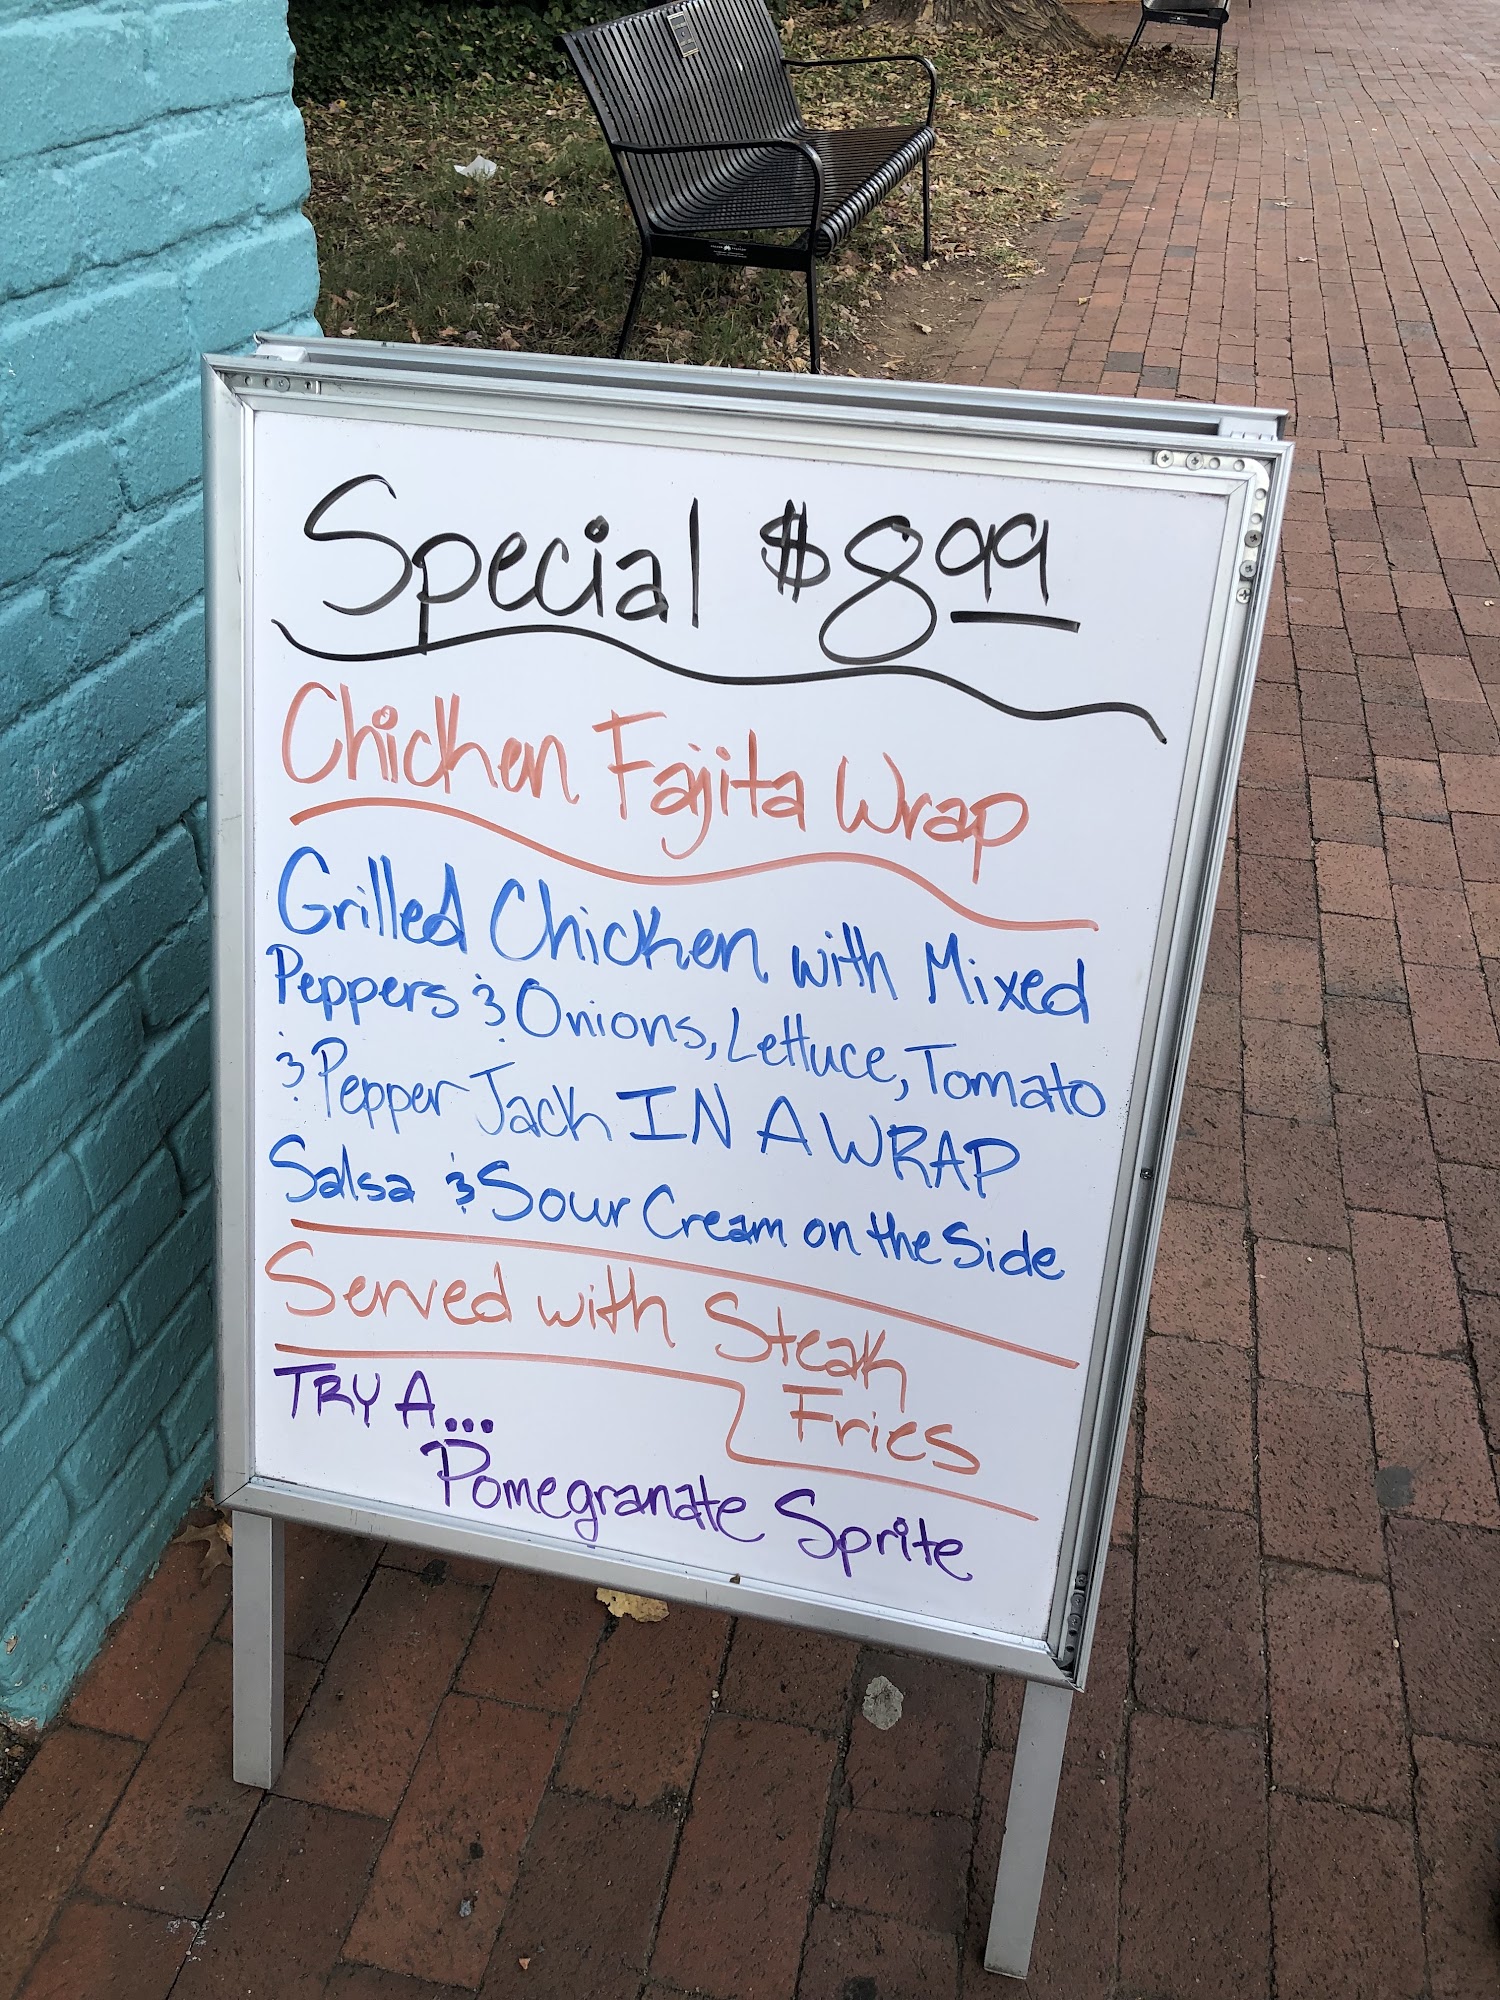 Special $8.99
Chicken Fajita Wrap
Grilled Chicken with Mixed
Peppers & Onions, Lettuce, Tomato
& Pepper Jack IN A WRAP
Salsa & Sour Cream on the Side
Served with Steak
Fries
TRY A...
Pomegranate Sprite